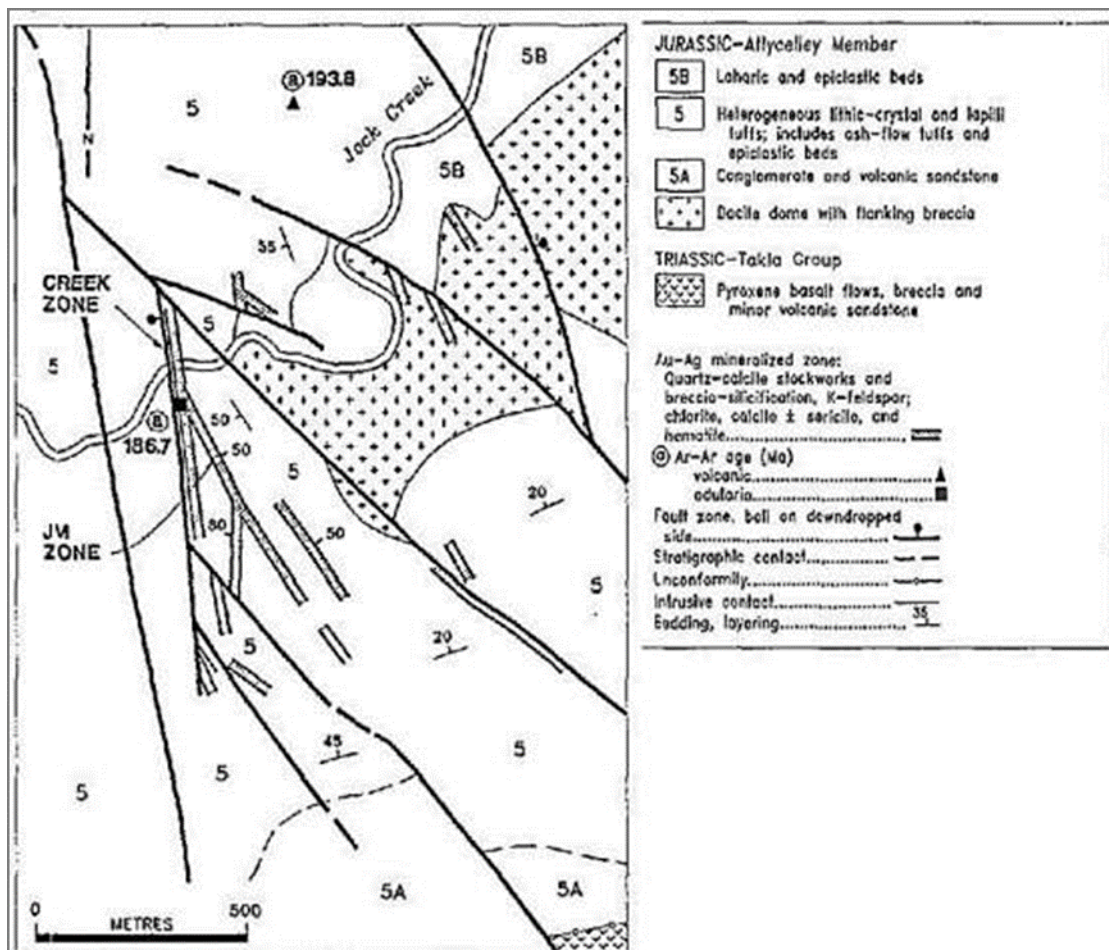 5
ⓐ 193.8
5B
Jock Creek
N
5B
55
CREEK
ZONE
5
5
50
ⓐ
186.7
50
5
20
JM
ZONE
80
50
5
20
5
45
5
5
5
5A
5A
0 500
METRES
JURASSIC–Attycelley Member
5B Laharic and epiclastic beds
5 Heterogeneous lithic-crystal and lapilli
tuffs; includes ash-flow tuffs and
epiclastic beds
5A Conglomerate and volcanic sandstone
Dacite dome with flanking breccia
TRIASSIC–Takla Group
Pyroxene basalt flows, breccia and
minor volcanic sandstone
Au-Ag mineralized zone:
Quartz-calcite stockworks and
breccia-silicification, K-feldspar;
chlorite, calcite ± sericite, and
hematite
ⓐ Ar-Ar age (Ma)
volcanic
adularia
Fault zone, ball on downdropped
side
Stratigraphic contact
Unconformity
Intrusive contact
35
Bedding, layering